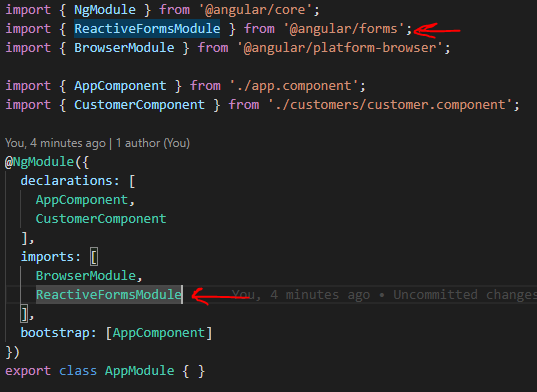 import { NgModule } from '@angular/core';
import { ReactiveFormsModule } from '@angular/forms';
import { BrowserModule } from '@angular/platform-browser';
import { AppComponent } from './app.component';
import { CustomerComponent } from './customers/customer.component';
You, 4 minutes ago | 1 author (You)
@NgModule({
declarations: [
AppComponent,
CustomerComponent
],
imports: [
BrowserModule,
ReactiveFormsModule You, 4 minutes ago • Uncommitted changes
],
bootstrap: [AppComponent]
})
export class AppModule { }